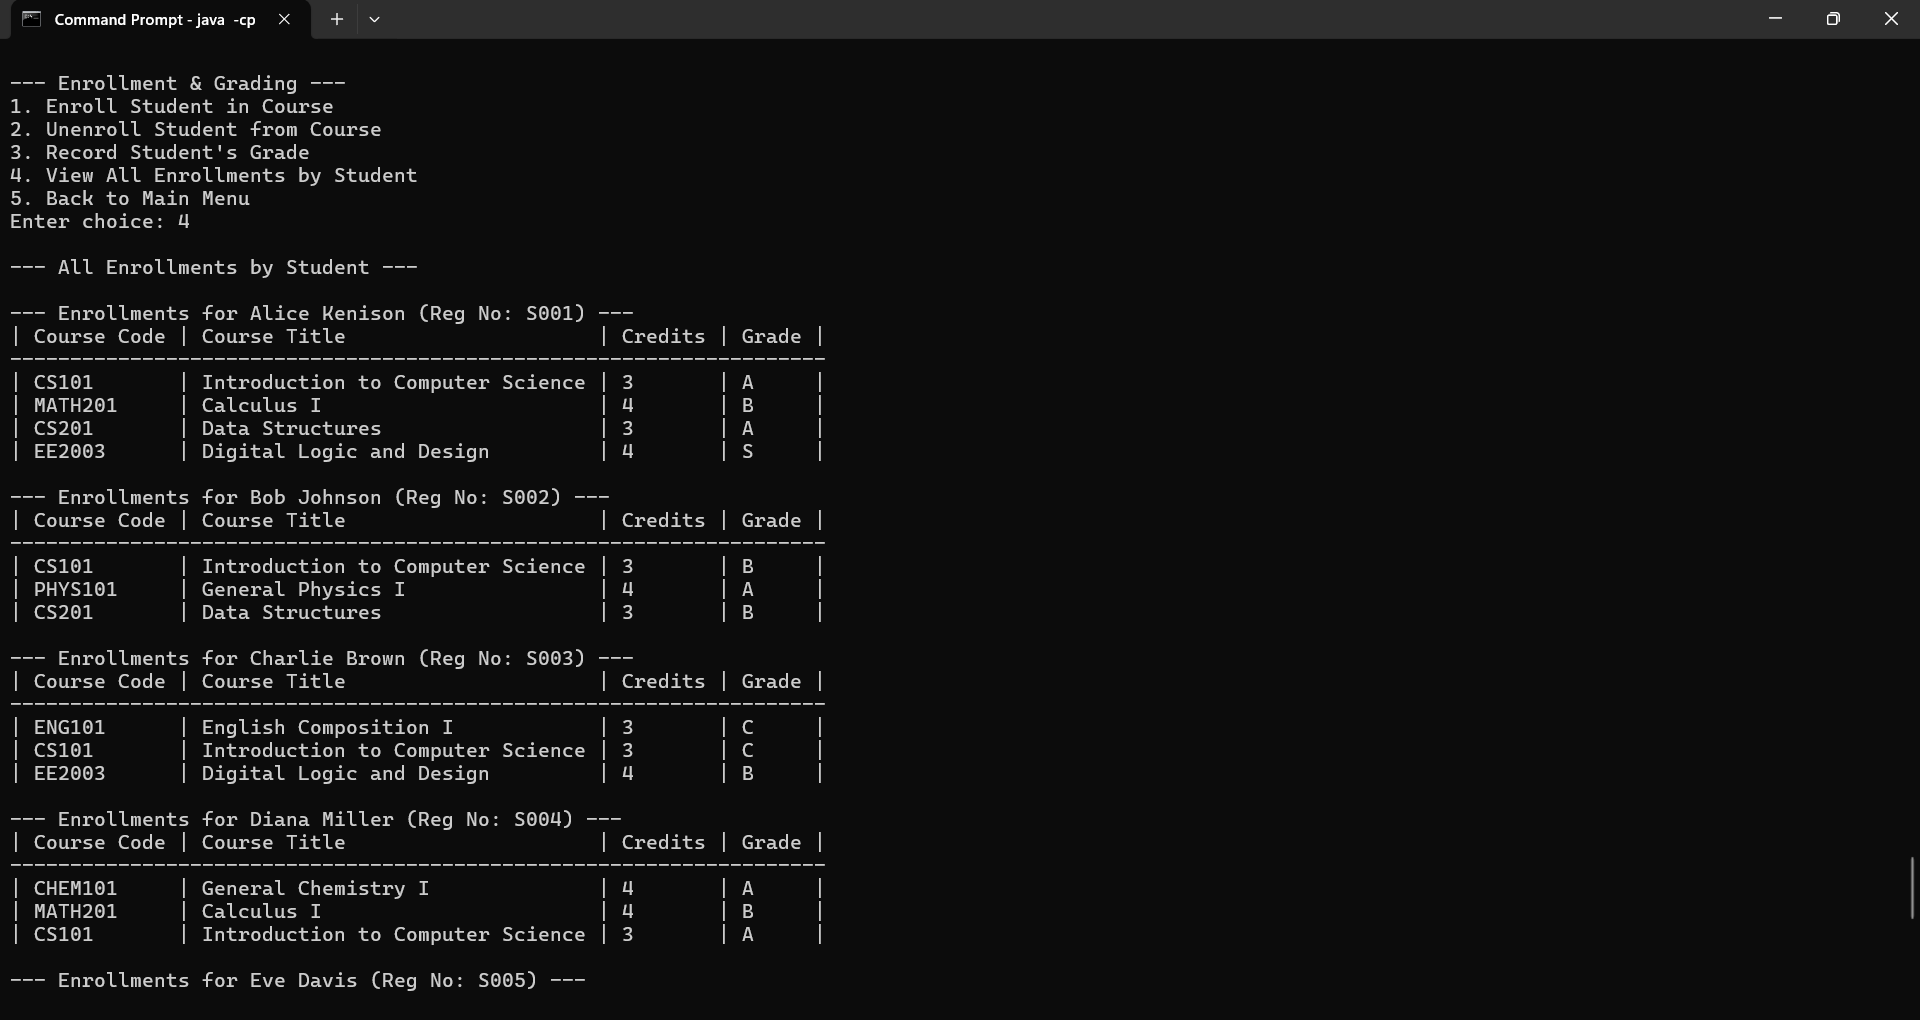 Command Prompt - java -cp
--- Enrollment & Grading ---
1. Enroll Student in Course
2. Unenroll Student from Course
3. Record Student's Grade
4. View All Enrollments by Student
5. Back to Main Menu
Enter choice: 4
--- All Enrollments by Student ---
--- Enrollments for Alice Kenison (Reg No: S001) ---
| Course Code | Course Title                     | Credits | Grade |
--------------------------------------------------------------------
| CS101       | Introduction to Computer Science | 3       | A     |
| MATH201     | Calculus I                       | 4       | B     |
| CS201       | Data Structures                  | 3       | A     |
| EE2003      | Digital Logic and Design         | 4       | S     |
--- Enrollments for Bob Johnson (Reg No: S002) ---
| Course Code | Course Title                     | Credits | Grade |
--------------------------------------------------------------------
| CS101       | Introduction to Computer Science | 3       | B     |
| PHYS101     | General Physics I                | 4       | A     |
| CS201       | Data Structures                  | 3       | B     |
--- Enrollments for Charlie Brown (Reg No: S003) ---
| Course Code | Course Title                     | Credits | Grade |
--------------------------------------------------------------------
| ENG101      | English Composition I            | 3       | C     |
| CS101       | Introduction to Computer Science | 3       | C     |
| EE2003      | Digital Logic and Design         | 4       | B     |
--- Enrollments for Diana Miller (Reg No: S004) ---
| Course Code | Course Title                     | Credits | Grade |
--------------------------------------------------------------------
| CHEM101     | General Chemistry I              | 4       | A     |
| MATH201     | Calculus I                       | 4       | B     |
| CS101       | Introduction to Computer Science | 3       | A     |
--- Enrollments for Eve Davis (Reg No: S005) ---